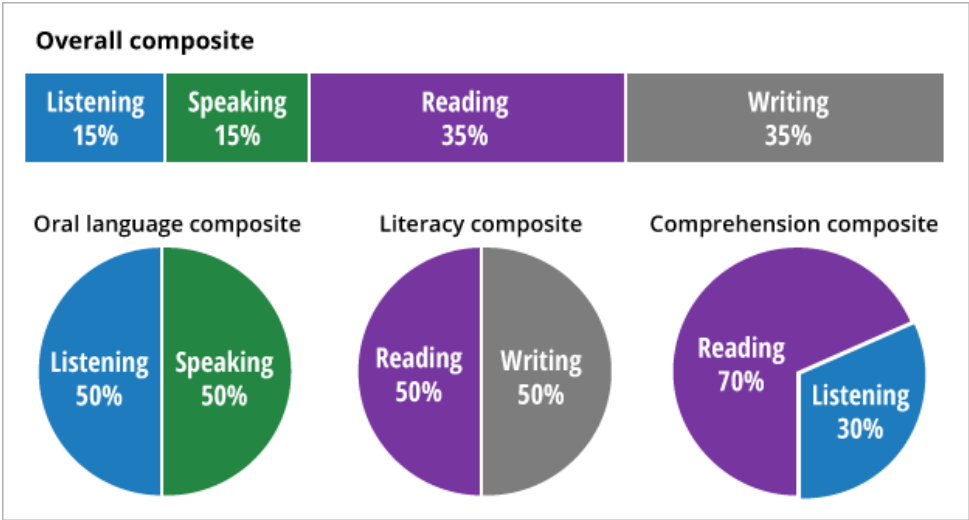 Overall composite
Listening
15%
Speaking
15%
Reading
35%
Writing
35%
Oral language composite
Listening
50%
Speaking
50%
Literacy composite
Reading
50%
Writing
50%
Comprehension composite
Reading
70%
Listening
30%